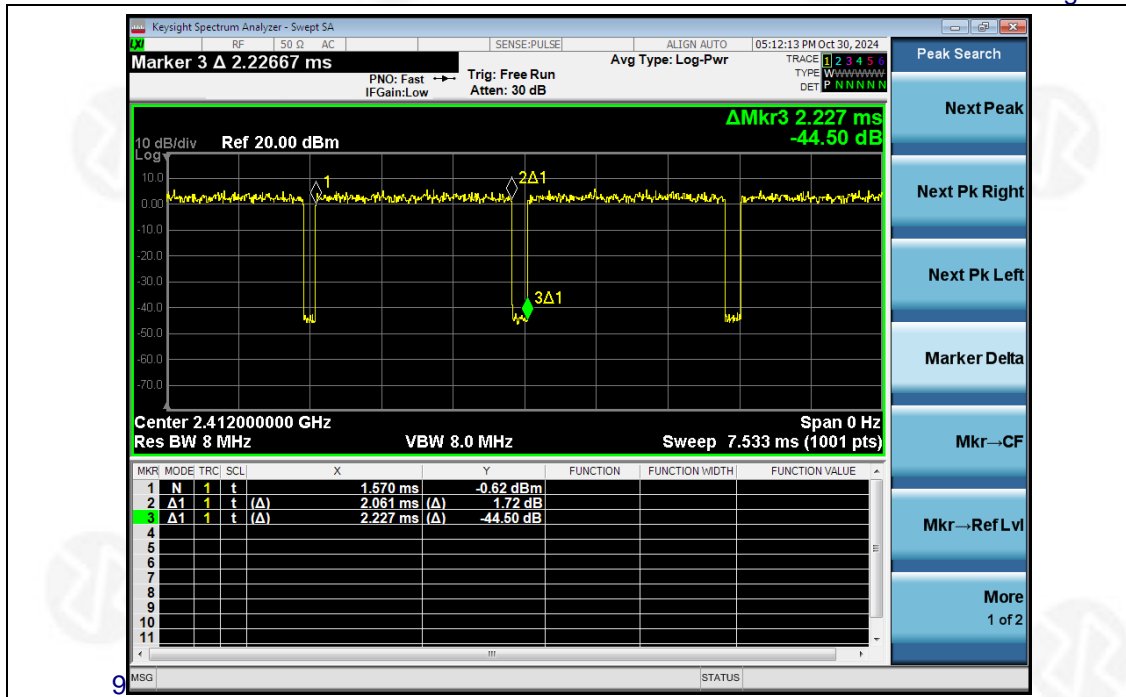 Keysight Spectrum Analyzer - Swept SA
LXI RF 50 Ω AC SENSE:PULSE ALIGN AUTO 05:12:13 PM Oct 30, 2024
Marker 3 Δ 2.22667 ms
PNO: Fast
IFGain:Low
Trig: Free Run
Atten: 30 dB
Avg Type: Log-Pwr
TRACE 1 2 3 4 5 6
TYPE WWWWWW
DET P N N N N N
ΔMkr3 2.227 ms
-44.50 dB
10 dB/div Ref 20.00 dBm
Log
10.0
0.00
-10.0
-20.0
-30.0
-40.0
-50.0
-60.0
-70.0
1
2Δ1
3Δ1
Center 2.412000000 GHz Span 0 Hz
Res BW 8 MHz VBW 8.0 MHz Sweep 7.533 ms (1001 pts)
MKR MODE TRC SCL X Y FUNCTION FUNCTION WIDTH FUNCTION VALUE
1 N 1 t 1.570 ms -0.62 dBm
2 Δ1 1 t (Δ) 2.061 ms (Δ) 1.72 dB
3 Δ1 1 t (Δ) 2.227 ms (Δ) -44.50 dB
4
5
6
7
8
9
10
11
MSG STATUS
Peak Search
Next Peak
Next Pk Right
Next Pk Left
Marker Delta
Mkr→CF
Mkr→Ref Lvl
More
1 of 2
9